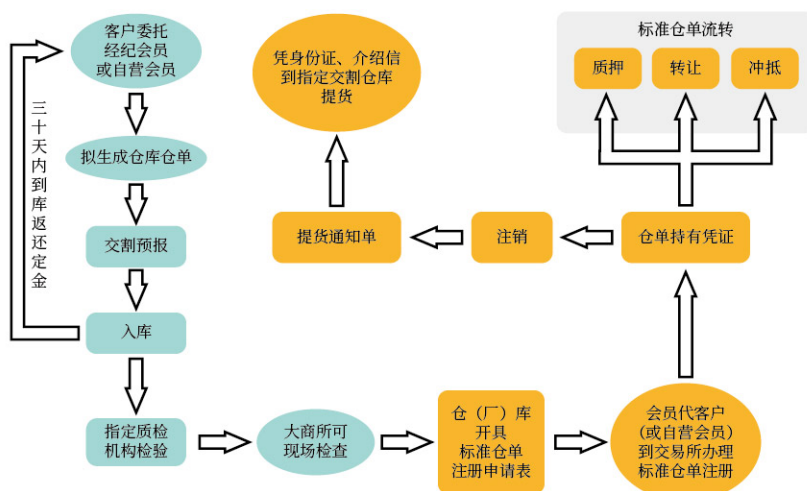 客户委托
经纪会员
或自营会员
拟生成仓库仓单
交割预报
入库
三十天内到库返还定金
指定质检
机构检验
大商所可
现场检查
仓（厂）库
开具
标准仓单
注册申请表
会员代客户
(或自营会员)
到交易所办理
标准仓单注册
仓单持有凭证
标准仓单流转
质押
转让
冲抵
注销
提货通知单
凭身份证、介绍信
到指定交割仓库
提货